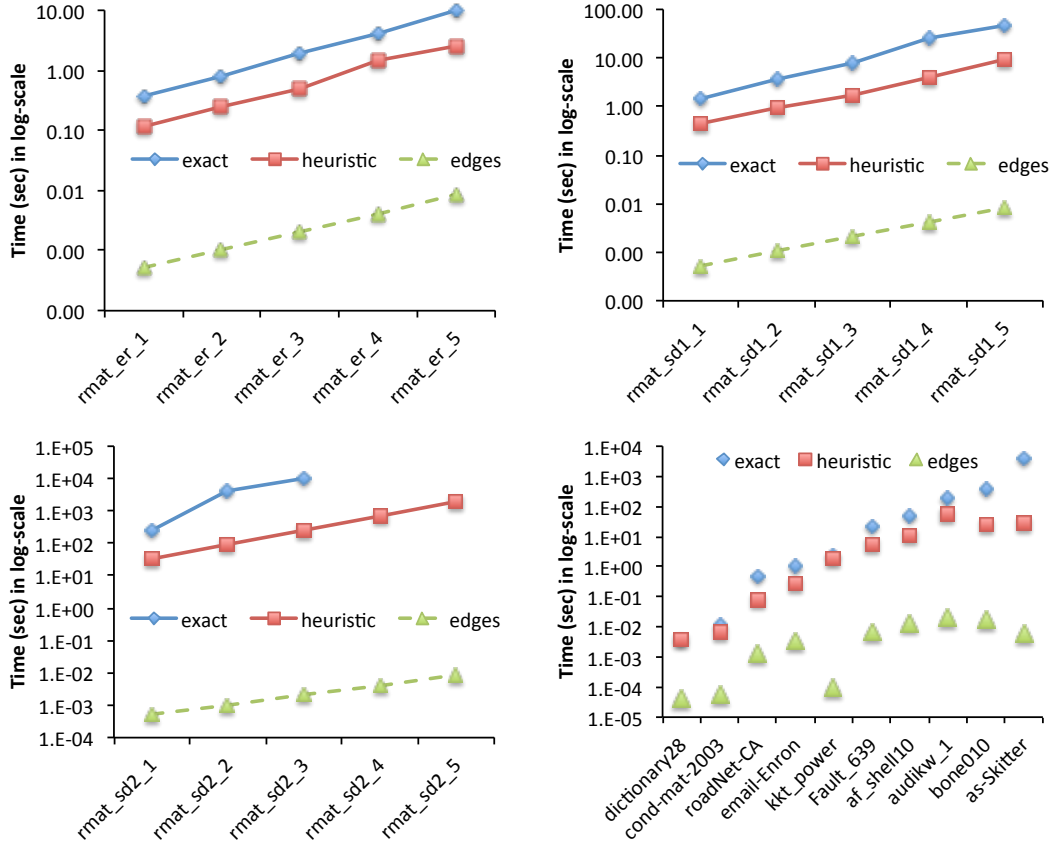 Time (sec) in log-scale
10.00
1.00
0.10
0.01
0.00
0.00
exact heuristic edges
rmat_er_1
rmat_er_2
rmat_er_3
rmat_er_4
rmat_er_5
Time (sec) in log-scale
100.00
10.00
1.00
0.10
0.01
0.00
0.00
exact heuristic edges
rmat_sd1_1
rmat_sd1_2
rmat_sd1_3
rmat_sd1_4
rmat_sd1_5
Time (sec) in log-scale
1.E+05
1.E+04
1.E+03
1.E+02
1.E+01
1.E+00
1.E-01
1.E-02
1.E-03
1.E-04
exact heuristic edges
rmat_sd2_1
rmat_sd2_2
rmat_sd2_3
rmat_sd2_4
rmat_sd2_5
Time (sec) in log-scale
1.E+04
1.E+03
1.E+02
1.E+01
1.E+00
1.E-01
1.E-02
1.E-03
1.E-04
1.E-05
exact heuristic edges
dictionary28
cond-mat-2003
roadNet-CA
email-Enron
kkt_power
Fault_639
af_shell10
audikw_1
bone010
as-Skitter